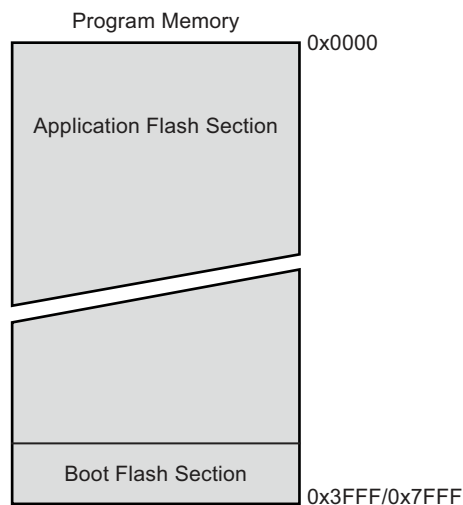 Program Memory
0x0000
Application Flash Section
Boot Flash Section
0x3FFF/0x7FFF